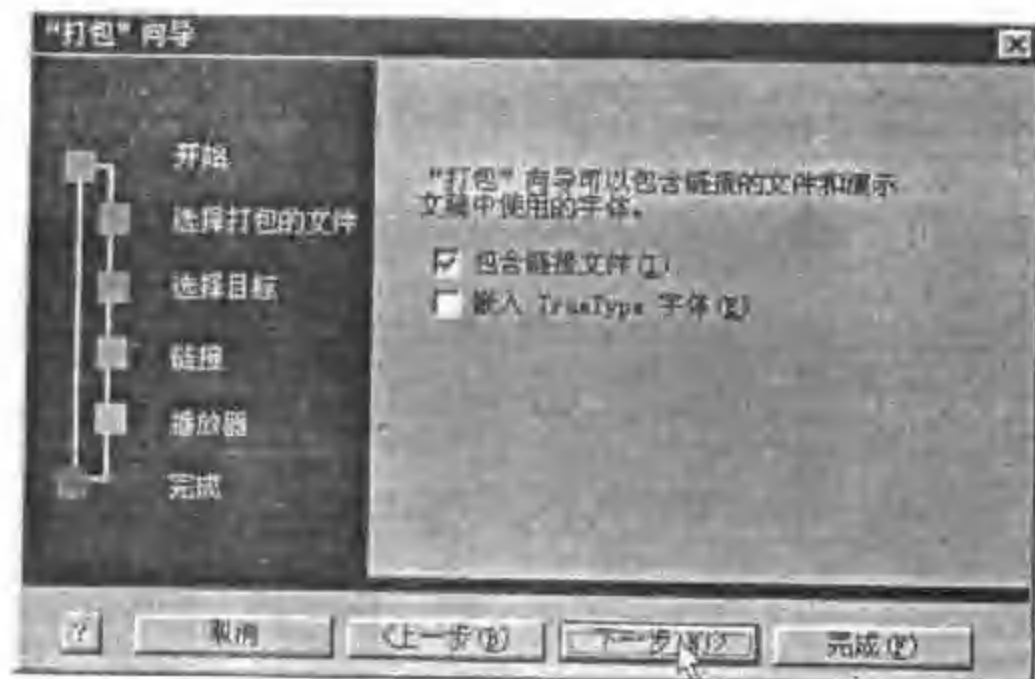 “打包”向导
开始
选择打包的文件
选择目标
链接
播放器
完成
“打包”向导可以包含链接的文件和演示
文稿中使用的字体。
包含链接文件(I)
嵌入 TrueType 字体(E)
?
取消
<上一步(B)
下一步(N)>
完成(F)